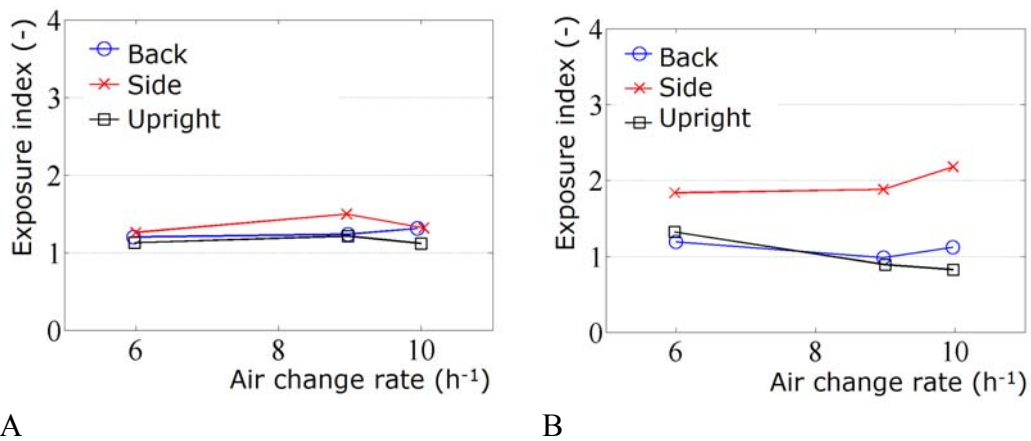 Exposure index (-)
4
3
2
1
0
Back
Side
Upright
6
8
10
Air change rate (h-1)
A
Exposure index (-)
4
3
2
1
0
Back
Side
Upright
6
8
10
Air change rate (h-1)
B